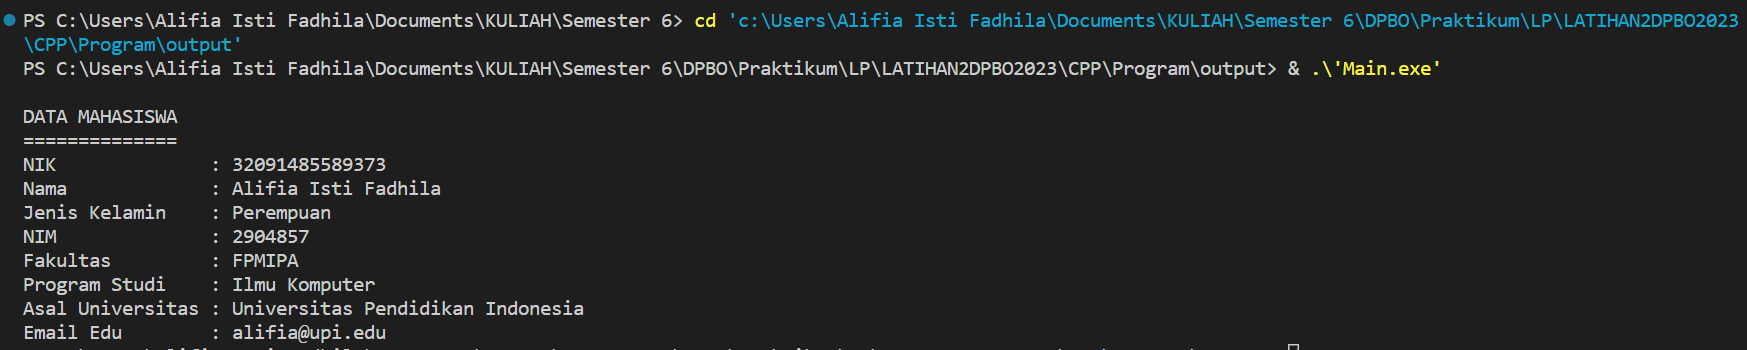 PS C:\Users\Alifia Isti Fadhila\Documents\KULIAH\Semester 6> cd 'c:\Users\Alifia Isti Fadhila\Documents\KULIAH\Semester 6\DPBO\Praktikum\LP\LATIHAN2DPBO2023
\CPP\Program\output'
PS C:\Users\Alifia Isti Fadhila\Documents\KULIAH\Semester 6\DPBO\Praktikum\LP\LATIHAN2DPBO2023\CPP\Program\output> & .\'Main.exe'
DATA MAHASISWA
==============
NIK : 32091485589373
Nama : Alifia Isti Fadhila
Jenis Kelamin : Perempuan
NIM : 2904857
Fakultas : FPMIPA
Program Studi : Ilmu Komputer
Asal Universitas : Universitas Pendidikan Indonesia
Email Edu : alifia@upi.edu